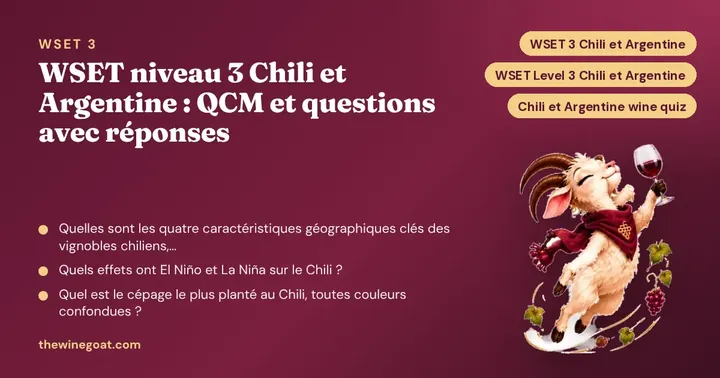 WSET 3
WSET niveau 3 Chili et
Argentine : QCM et questions
avec réponses
WSET 3 Chili et Argentine
WSET Level 3 Chili et Argentine
Chili et Argentine wine quiz
Quelles sont les quatre caractéristiques géographiques clés des
vignobles chiliens,...
Quels effets ont El Niño et La Niña sur le Chili ?
Quel est le cépage le plus planté au Chili, toutes couleurs
confondues ?
thewinegoat.com